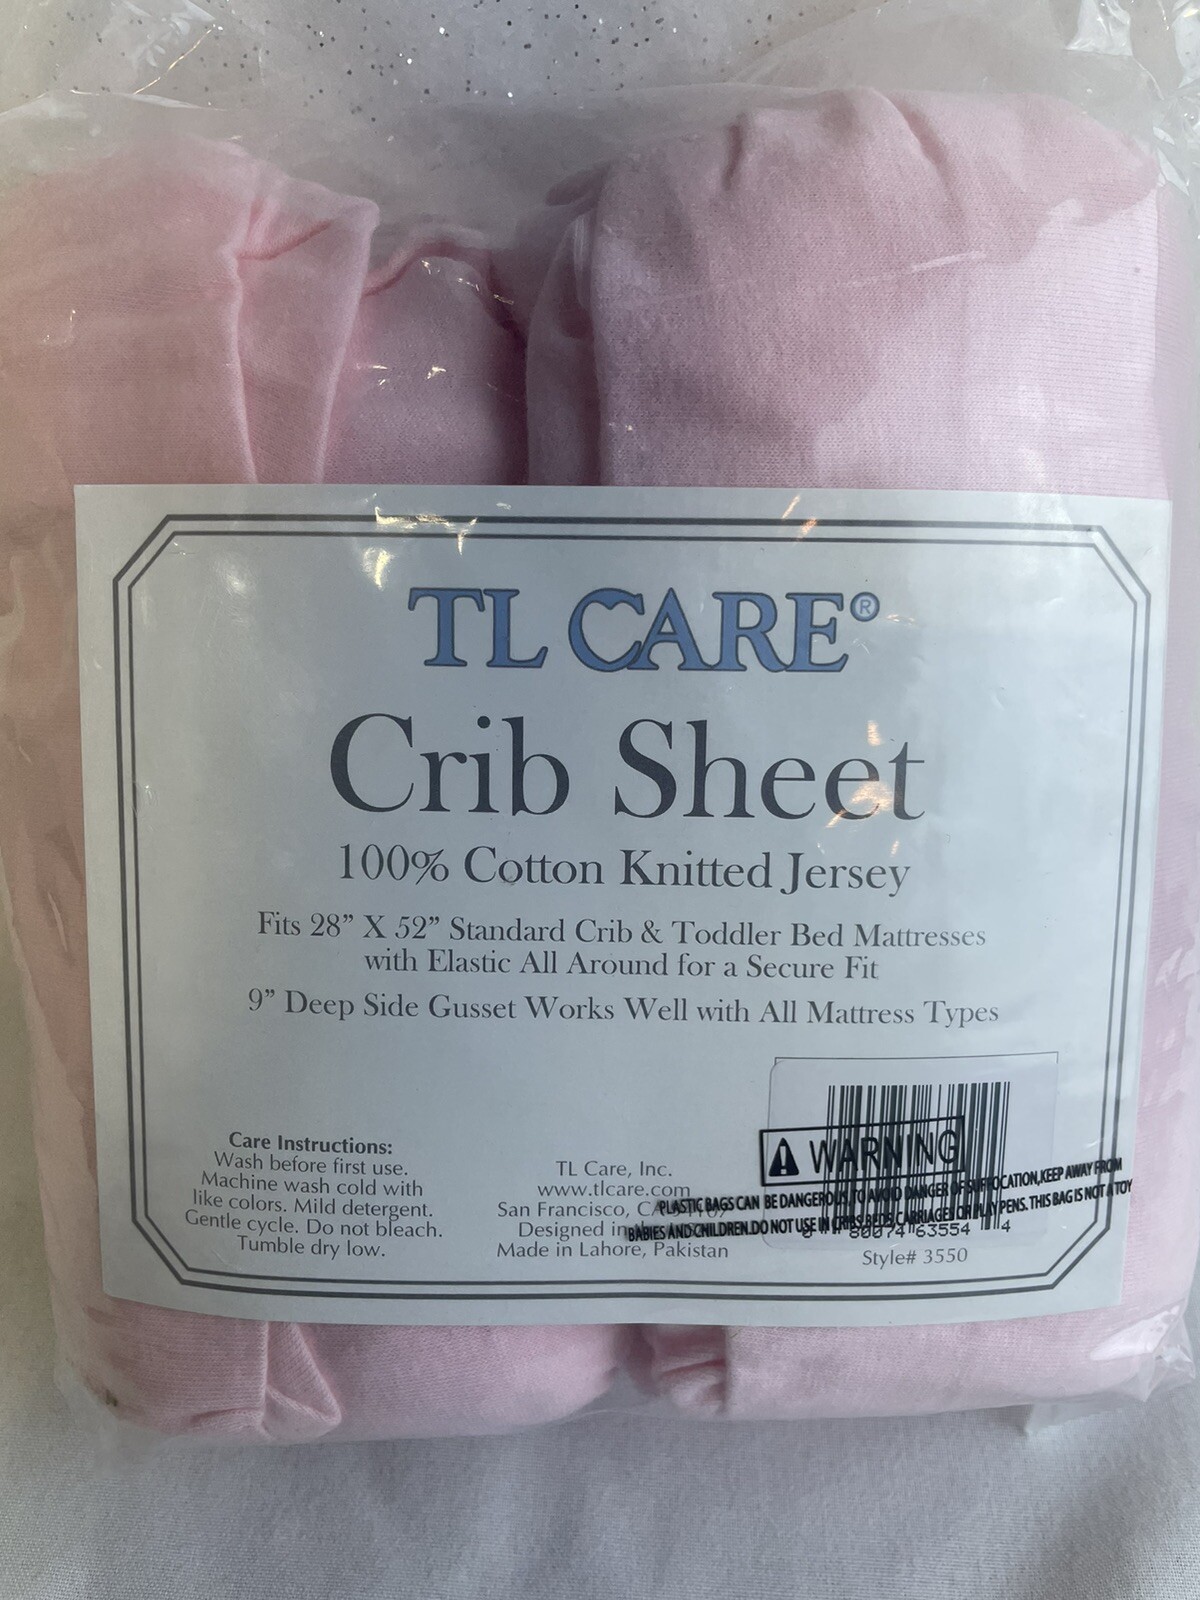 TL CARE®
Crib Sheet
100% Cotton Knitted Jersey
Fits 28” X 52” Standard Crib & Toddler Bed Mattresses
with Elastic All Around for a Secure Fit
9” Deep Side Gusset Works Well with All Mattress Types
Care Instructions:
Wash before first use.
Machine wash cold with
like colors. Mild detergent.
Gentle cycle. Do not bleach.
Tumble dry low.
TL Care, Inc.
www.tlcare.com
San Francisco, CA
Designed in
Made in Lahore, Pakistan
WARNING
PLASTIC BAGS CAN BE DANGEROUS, TO AVOID DANGER OF SUFFOCATION,KEEP AWAY FROM
BABIES AND CHILDREN.DO NOT USE IN CRIBS,BEDS,CARRIAGES OR PLAY PENS. THIS BAG IS NOT A TOY
80074 63554 4
Style# 3550